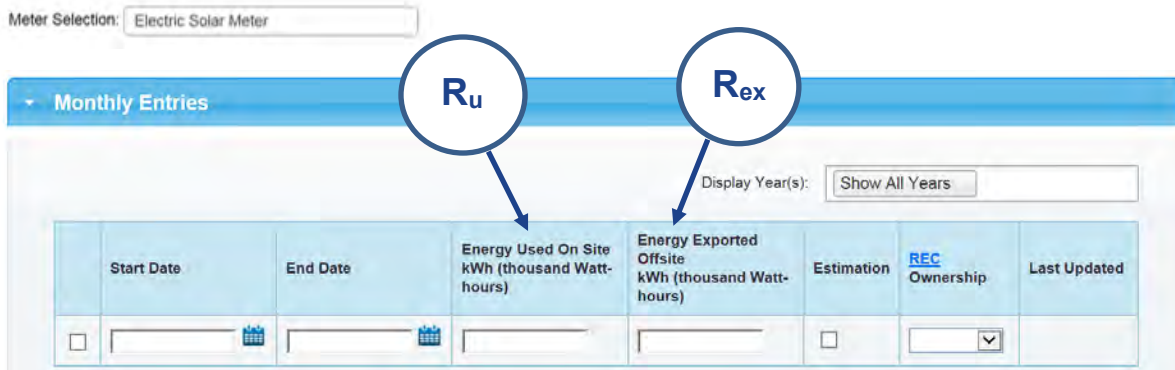 Meter Selection: Electric Solar Meter
Ru
Rex
Monthly Entries
Display Year(s): Show All Years
Start Date
End Date
Energy Used On Site
kWh (thousand Watt-
hours)
Energy Exported
Offsite
kWh (thousand Watt-
hours)
Estimation
REC
Ownership
Last Updated